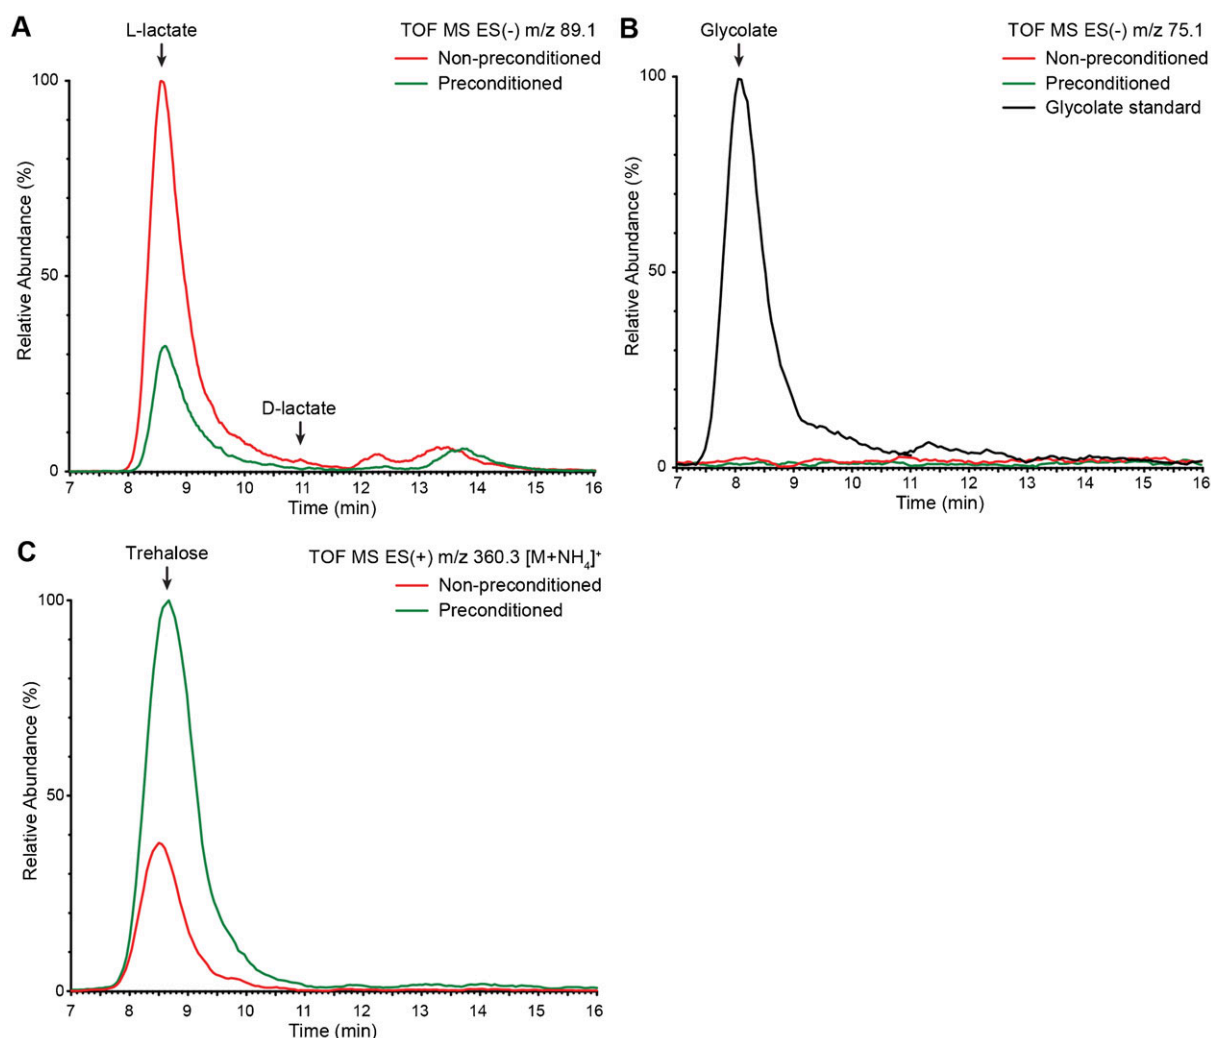 A
L-lactate
TOF MS ES(-) m/z 89.1
Non-preconditioned
Preconditioned
Relative Abundance (%)
100
50
0
D-lactate
7 8 9 10 11 12 13 14 15 16
Time (min)
B
Glycolate
TOF MS ES(-) m/z 75.1
Non-preconditioned
Preconditioned
Glycolate standard
Relative Abundance (%)
100
50
0
7 8 9 10 11 12 13 14 15 16
Time (min)
C
Trehalose
TOF MS ES(+) m/z 360.3 [M+NH₄]⁺
Non-preconditioned
Preconditioned
Relative Abundance (%)
100
50
0
7 8 9 10 11 12 13 14 15 16
Time (min)